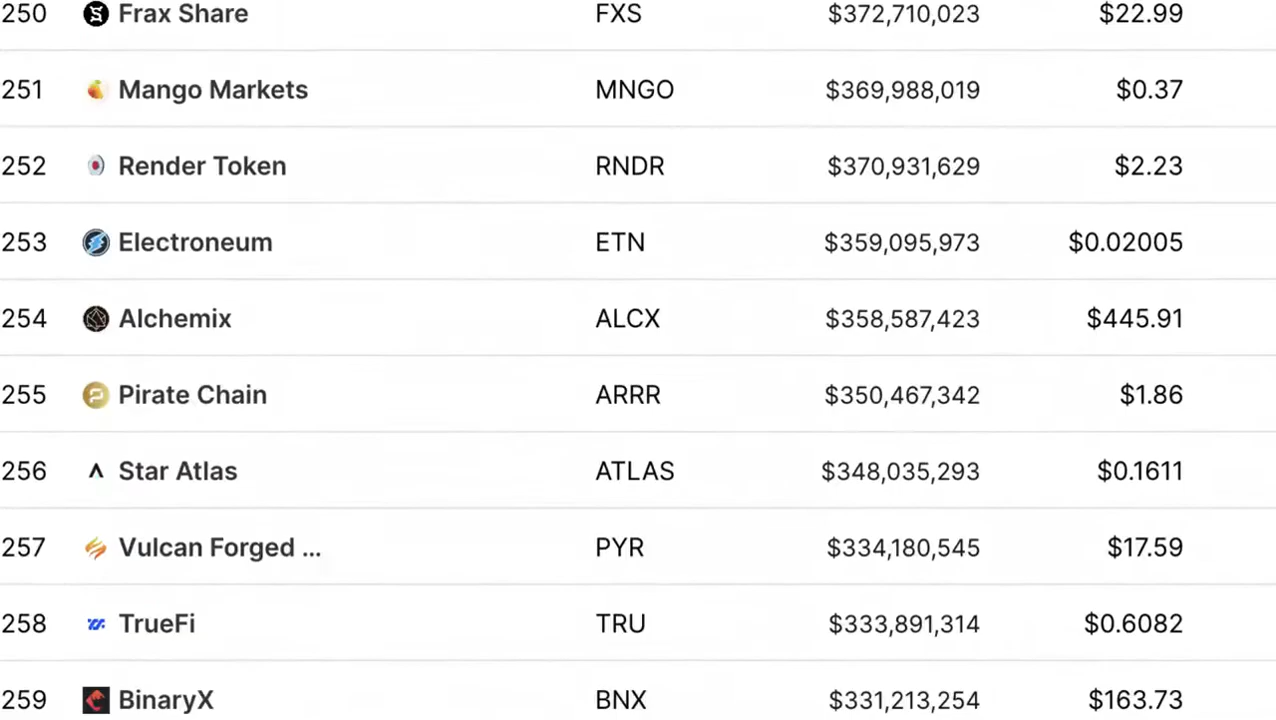 250 Frax Share FXS $372,710,023 $22.99
251 Mango Markets MNGO $369,988,019 $0.37
252 Render Token RNDR $370,931,629 $2.23
253 Electroneum ETN $359,095,973 $0.02005
254 Alchemix ALCX $358,587,423 $445.91
255 Pirate Chain ARRR $350,467,342 $1.86
256 Star Atlas ATLAS $348,035,293 $0.1611
257 Vulcan Forged ... PYR $334,180,545 $17.59
258 TrueFi TRU $333,891,314 $0.6082
259 BinaryX BNX $331,213,254 $163.73